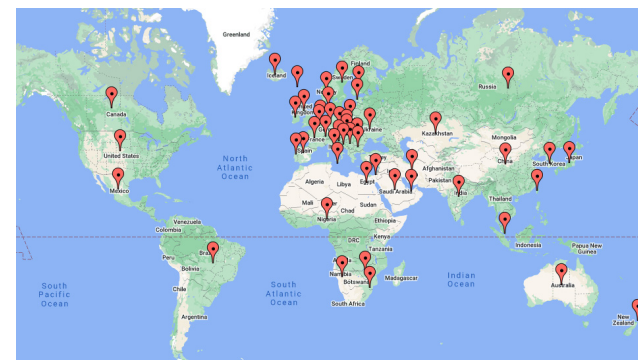 Greenland
Iceland
Finland
Sweden
Russia
Canada
Kingdom
Ukraine
Kazakhstan
Mongolia
France
Spain
United States
North
Atlantic
Ocean
China
South Korea
Japan
Afghanistan
Pakistan
Algeria
Libya
Egypt
Saudi Arabia
India
Mexico
Mali
Chad
Sudan
Nigeria
Thailand
Venezuela
Colombia
Ethiopia
DRC
Kenya
Tanzania
Indonesia
Papua New
Guinea
Peru
Bolivia
Namibia
Botswana
Madagascar
Indian
Ocean
Australia
Chile
South
Pacific
Ocean
South
Atlantic
Ocean
South Africa
Argentina
New
Zealand